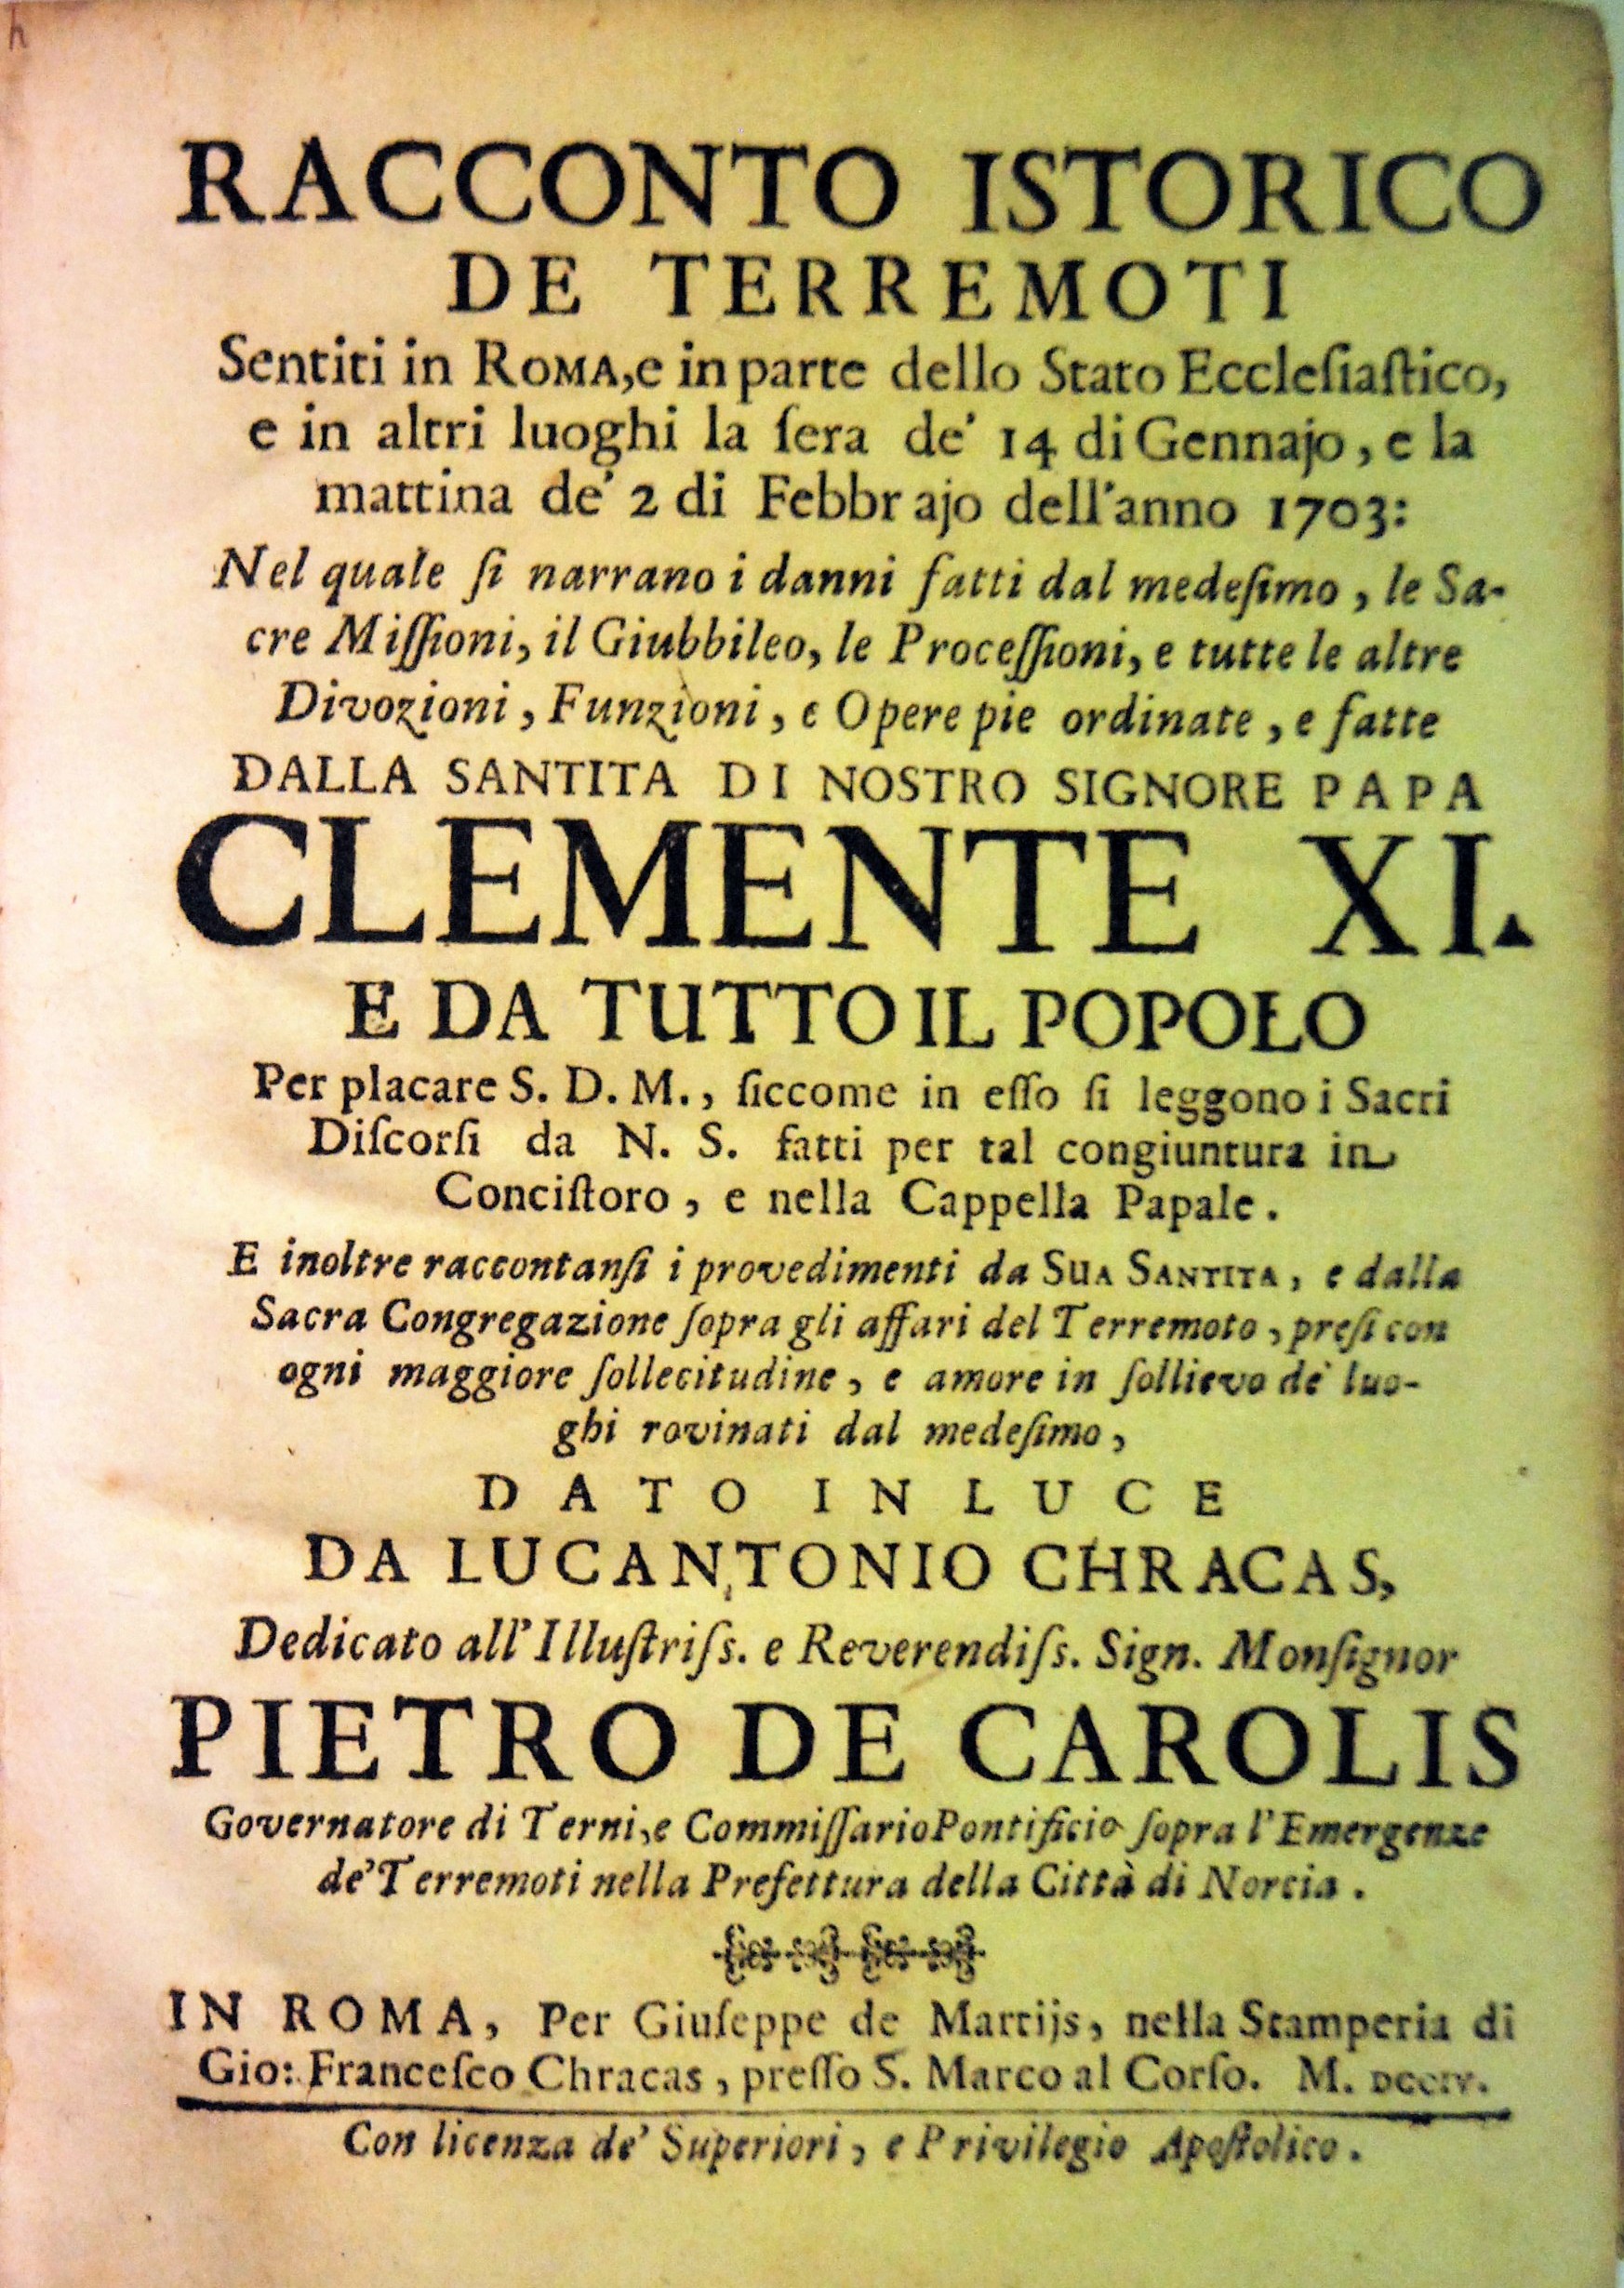 h
RACCONTO ISTORICO
DE TERREMOTI
Sentiti in ROMA, e in parte dello Stato Eccleſiaſtico,
e in altri luoghi la ſera de' 14 di Gennajo, e la
mattina de' 2 di Febbrajo dell'anno 1703:
Nel quale ſi narrano i danni fatti dal medeſimo, le Sa-
cre Miſſioni, il Giubbileo, le Proceſſioni, e tutte le altre
Divozioni, Funzioni, e Opere pie ordinate, e fatte
DALLA SANTITA DI NOSTRO SIGNORE PAPA
CLEMENTE XI.
E DA TUTTO IL POPOLO
Per placare S. D. M., ſiccome in eſſo ſi leggono i Sacri
Diſcorſi da N. S. fatti per tal congiuntura in
Conciſtoro, e nella Cappella Papale.
E inoltre raccontanſi i provedimenti da SUA SANTITA, e dalla
Sacra Congregazione ſopra gli affari del Terremoto, preſi con
ogni maggiore ſollecitudine, e amore in ſollievo de' luo-
ghi rovinati dal medeſimo,
DATO IN LUCE
DA LUCANTONIO CHRACAS,
Dedicato all'Illuſtriſs. e Reverendiſs. Sign. Monſignor
PIETRO DE CAROLIS
Governatore di Terni, e Commiſſario Pontificio ſopra l'Emergenze
de' Terremoti nella Prefettura della Città di Norcia.
IN ROMA, Per Giuſeppe de Martijs, nella Stamperia di
Gio: Franceſco Chracas, preſſo S. Marco al Corſo. M. DCCIV.
Con licenza de' Superiori, e Privilegio Apoſtolico.